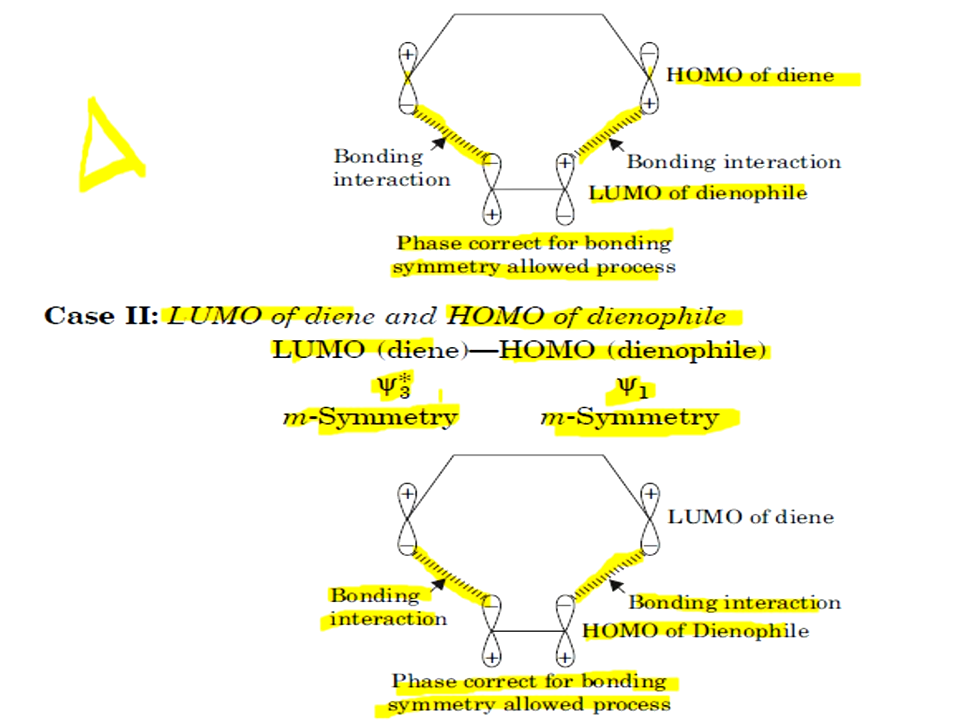 + −
HOMO of diene
− +
Bonding interaction
Bonding interaction
− +
LUMO of dienophile
+ −
Phase correct for bonding
symmetry allowed process
Case II: LUMO of diene and HOMO of dienophile
LUMO (diene)—HOMO (dienophile)
Ψ₃* Ψ₁
m-Symmetry m-Symmetry
+ +
LUMO of diene
− −
Bonding interaction
Bonding interaction
− −
HOMO of Dienophile
+ +
Phase correct for bonding
symmetry allowed process